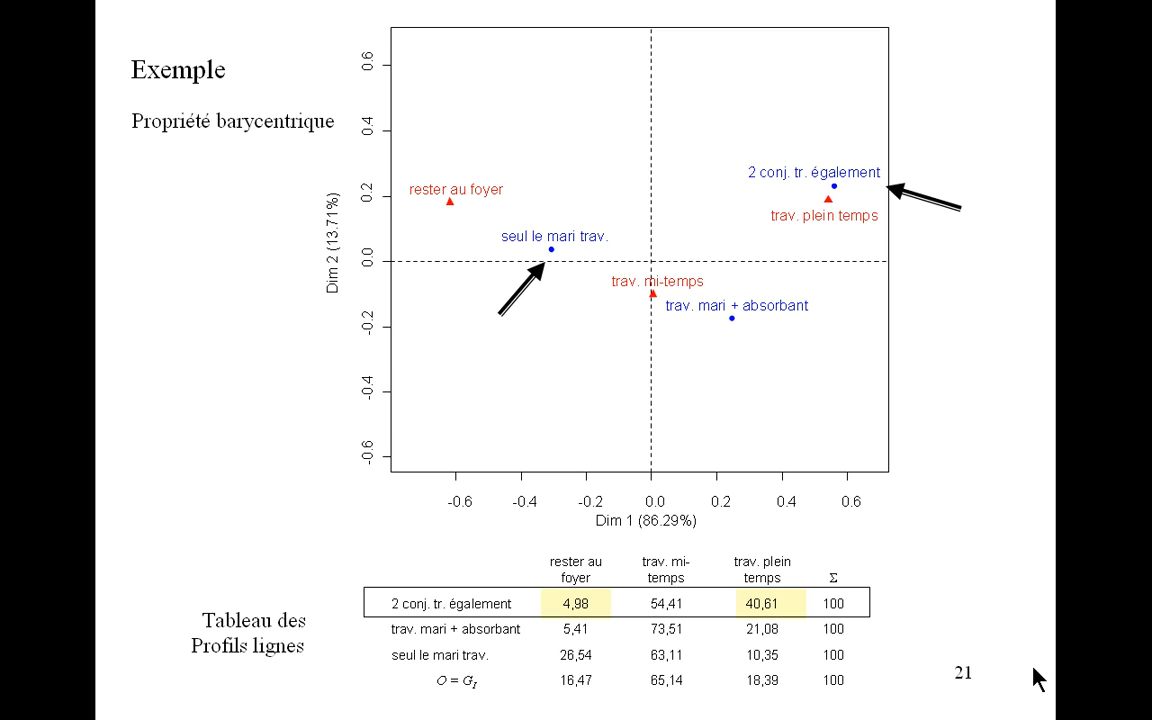 Exemple
Propriété barycentrique
0.6
0.4
0.2
0.0
-0.2
-0.4
-0.6
Dim 2 (13.71%)
2 conj. tr. également
rester au foyer
trav. plein temps
seul le mari trav.
trav. mi-temps
trav. mari + absorbant
-0.6 -0.4 -0.2 0.0 0.2 0.4 0.6
Dim 1 (86.29%)
rester au trav. mi- trav. plein
foyer temps temps Σ
2 conj. tr. également 4,98 54,41 40,61 100
Tableau des
trav. mari + absorbant 5,41 73,51 21,08 100
Profils lignes
seul le mari trav. 26,54 63,11 10,35 100
O = G_I 16,47 65,14 18,39 100
21